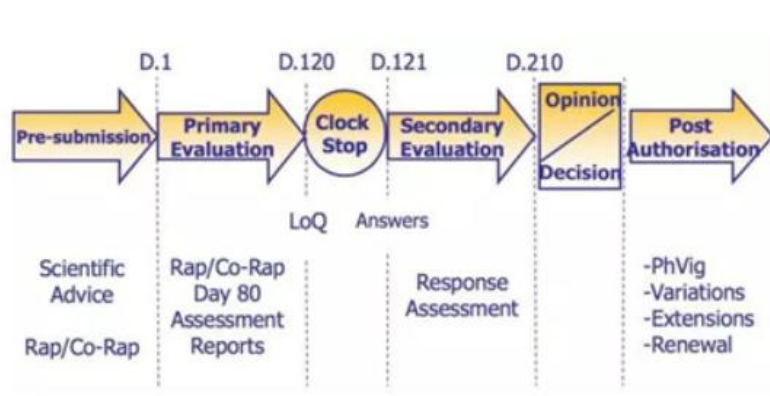 D.1
D.120
D.121
D.210
Pre-submission
Primary
Evaluation
Clock
Stop
Secondary
Evaluation
Opinion
Decision
Post
Authorisation
LoQ
Answers
Scientific
Advice
Rap/Co-Rap
Rap/Co-Rap
Day 80
Assessment
Reports
Response
Assessment
-PhVig
-Variations
-Extensions
-Renewal